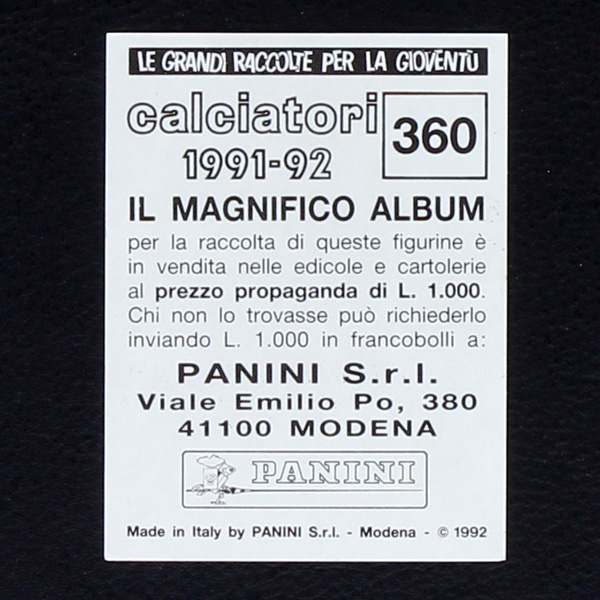 LE GRANDI RACCOLTE PER LA GIOVENTÙ
calciatori
1991-92
360
IL MAGNIFICO ALBUM
per la raccolta di queste figurine è
in vendita nelle edicole e cartolerie
al prezzo propaganda di L. 1.000.
Chi non lo trovasse può richiederlo
inviando L. 1.000 in francobolli a:
PANINI S.r.l.
Viale Emilio Po, 380
41100 MODENA
PANINI
Made in Italy by PANINI S.r.l. - Modena - © 1992